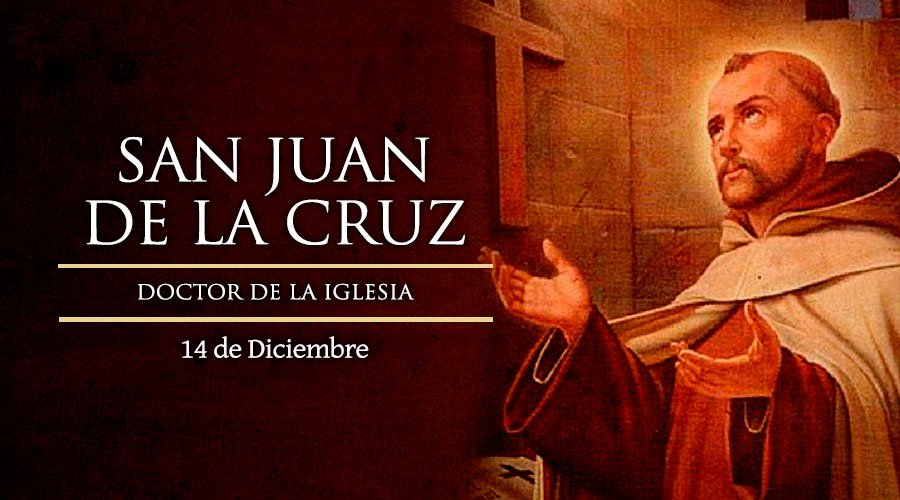 SAN JUAN
DE LA CRUZ
DOCTOR DE LA IGLESIA
14 de Diciembre